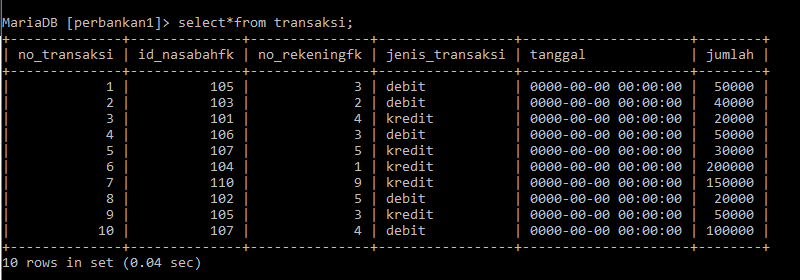 MariaDB [perbankan1]> select*from transaksi;
+--------------+--------------+---------------+-----------------+---------------------+--------+
| no_transaksi | id_nasabahfk | no_rekeningfk | jenis_transaksi | tanggal             | jumlah |
+--------------+--------------+---------------+-----------------+---------------------+--------+
|            1 |          105 |             3 | debit           | 0000-00-00 00:00:00 |  50000 |
|            2 |          103 |             2 | debit           | 0000-00-00 00:00:00 |  40000 |
|            3 |          101 |             4 | kredit          | 0000-00-00 00:00:00 |  20000 |
|            4 |          106 |             3 | debit           | 0000-00-00 00:00:00 |  50000 |
|            5 |          107 |             5 | kredit          | 0000-00-00 00:00:00 |  30000 |
|            6 |          104 |             1 | kredit          | 0000-00-00 00:00:00 | 200000 |
|            7 |          110 |             9 | kredit          | 0000-00-00 00:00:00 | 150000 |
|            8 |          102 |             5 | debit           | 0000-00-00 00:00:00 |  20000 |
|            9 |          105 |             3 | kredit          | 0000-00-00 00:00:00 |  50000 |
|           10 |          107 |             4 | debit           | 0000-00-00 00:00:00 | 100000 |
+--------------+--------------+---------------+-----------------+---------------------+--------+
10 rows in set (0.04 sec)